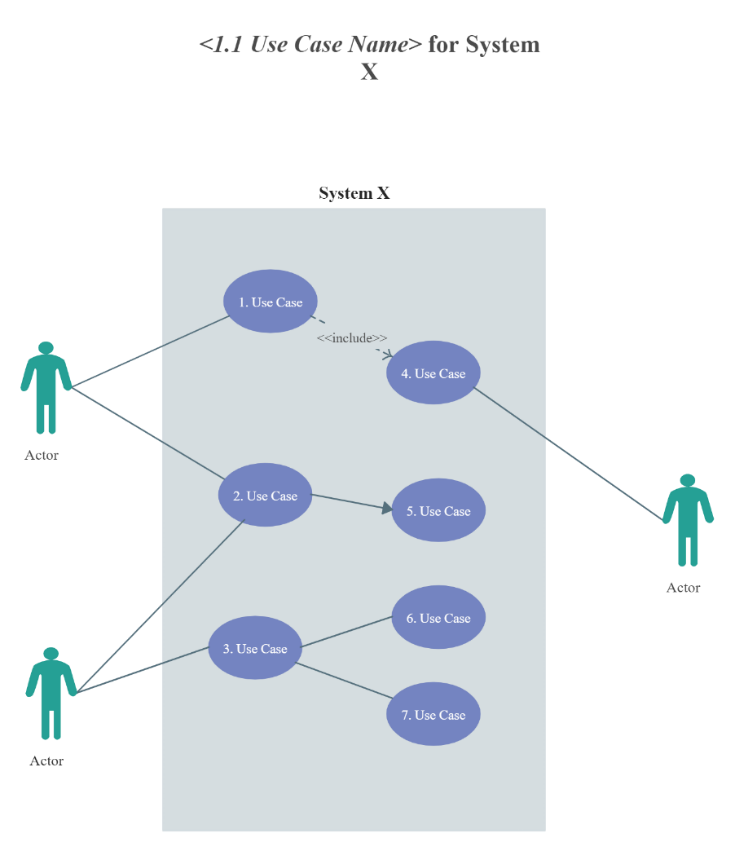 <1.1 Use Case Name> for System
X
System X
1. Use Case
<<include>>
4. Use Case
Actor
2. Use Case
5. Use Case
Actor
6. Use Case
3. Use Case
7. Use Case
Actor